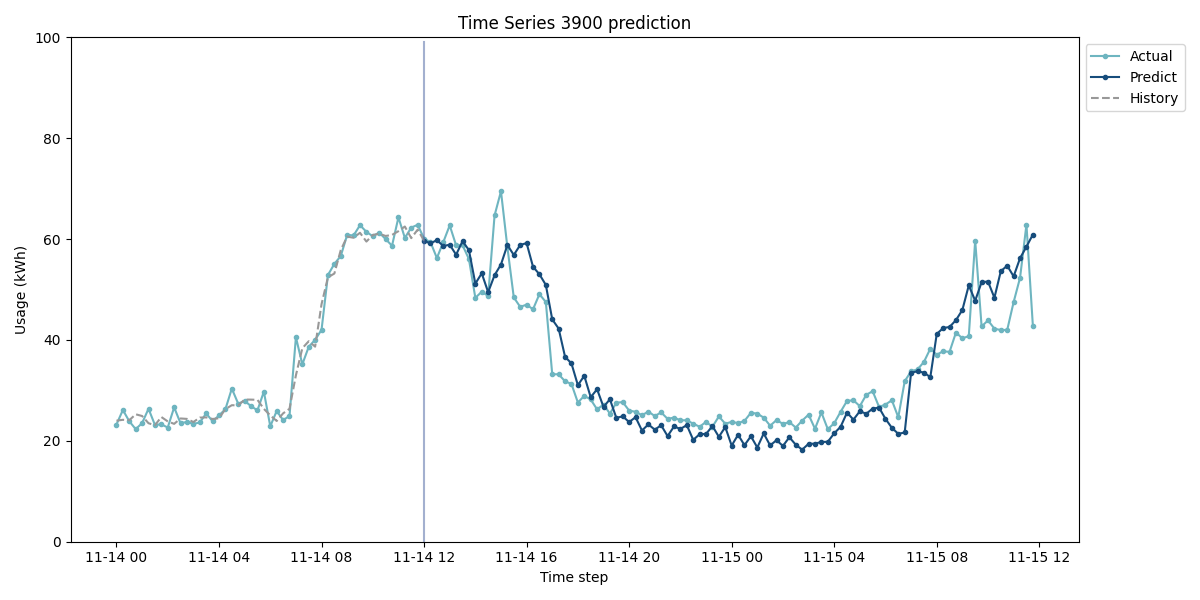 Time Series 3900 prediction
Usage (kWh)
100
80
60
40
20
0
11-14 00
11-14 04
11-14 08
11-14 12
11-14 16
11-14 20
11-15 00
11-15 04
11-15 08
11-15 12
Time step
Actual
Predict
History